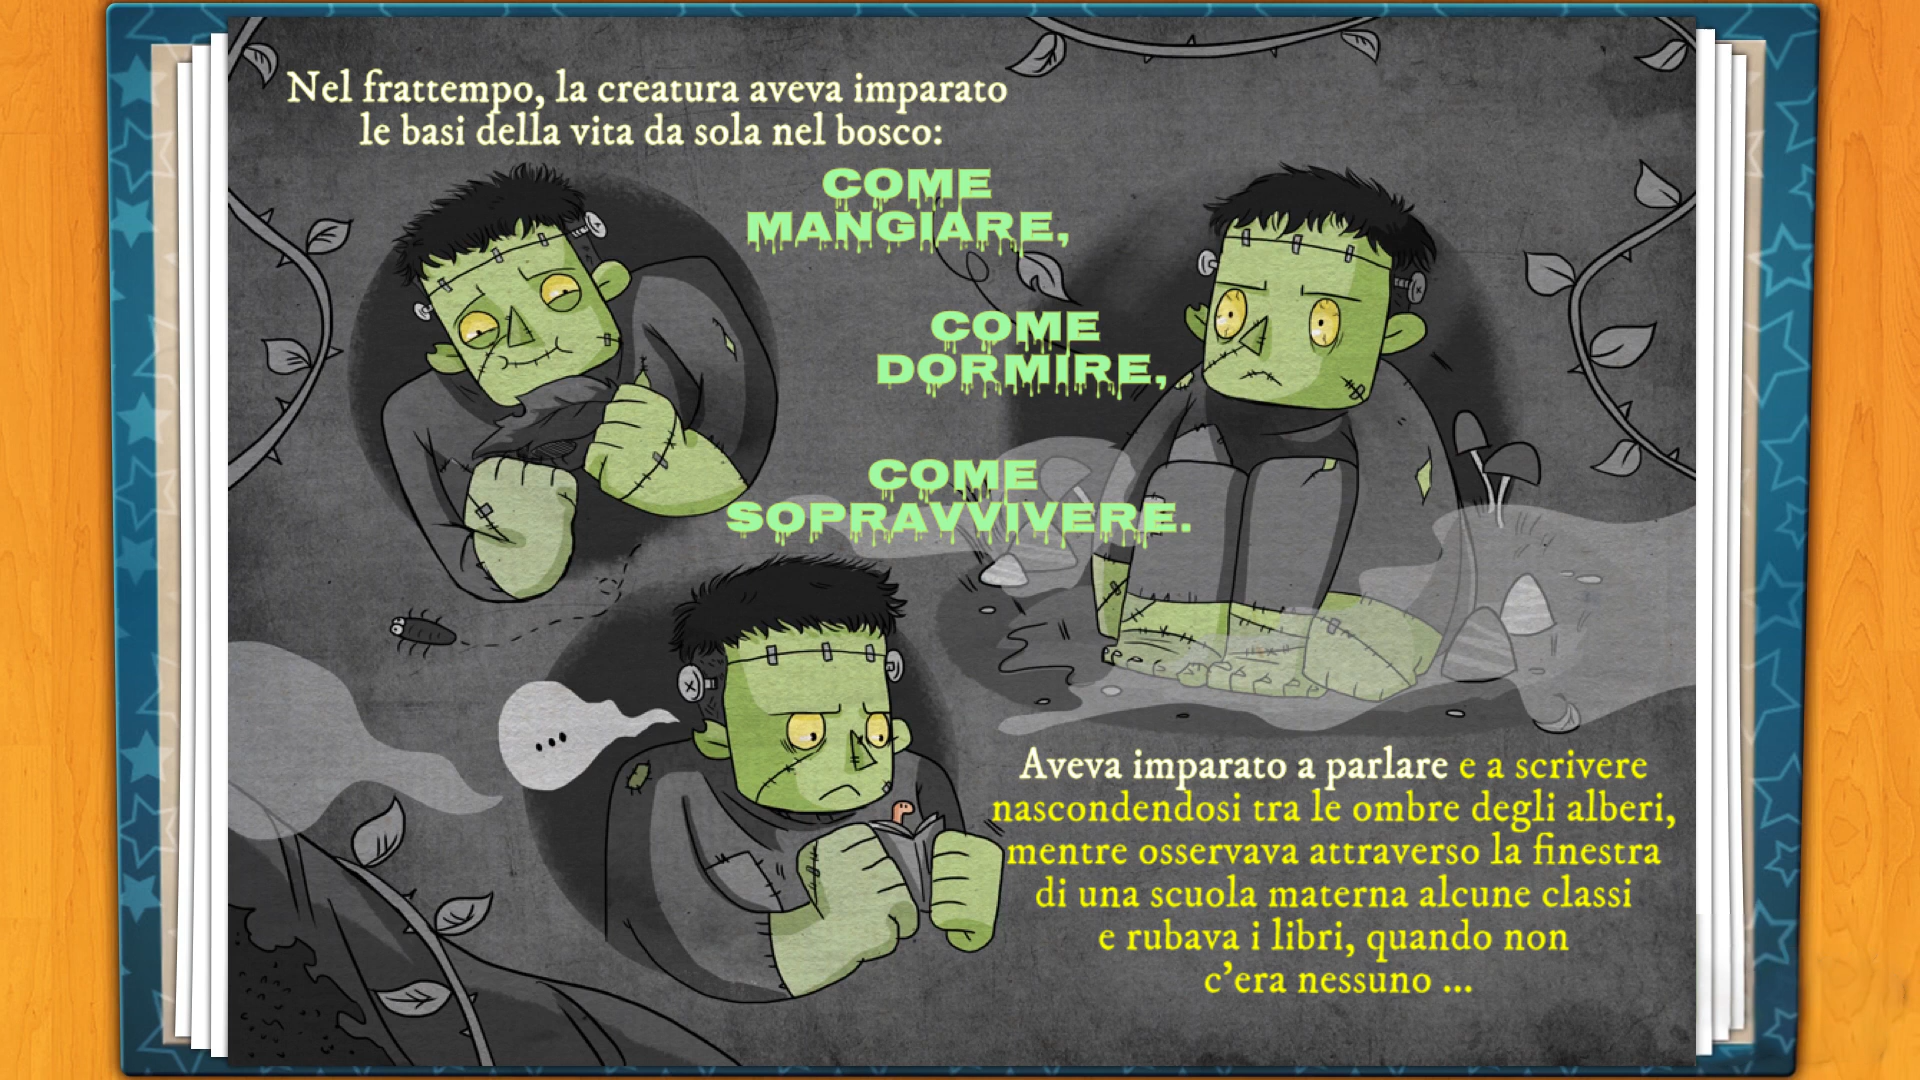 Nel frattempo, la creatura aveva imparato
le basi della vita da sola nel bosco:
COME
MANGIARE,
COME
DORMIRE,
COME
SOPRAVVIVERE.
...
Aveva imparato a parlare e a scrivere
nascondendosi tra le ombre degli alberi,
mentre osservava attraverso la finestra
di una scuola materna alcune classi
e rubava i libri, quando non
c'era nessuno ...